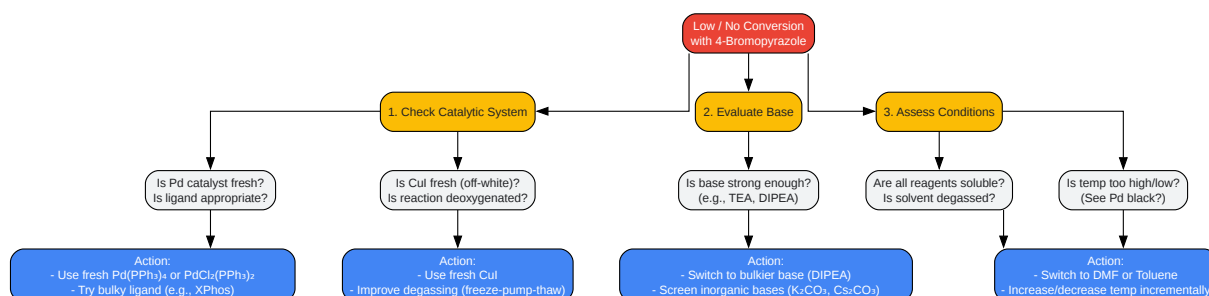 Low / No Conversion
with 4-Bromopyrazole
1. Check Catalytic System
2. Evaluate Base
3. Assess Conditions
Is Pd catalyst fresh?
Is ligand appropriate?
Is CuI fresh (off-white)?
Is reaction deoxygenated?
Is base strong enough?
(e.g., TEA, DIPEA)
Are all reagents soluble?
Is solvent degassed?
Is temp too high/low?
(See Pd black?)
Action:
- Use fresh Pd(PPh₃)₄ or PdCl₂(PPh₃)₂
- Try bulky ligand (e.g., XPhos)
Action:
- Use fresh CuI
- Improve degassing (freeze-pump-thaw)
Action:
- Switch to bulkier base (DIPEA)
- Screen inorganic bases (K₂CO₃, Cs₂CO₃)
Action:
- Switch to DMF or Toluene
- Increase/decrease temp incrementally